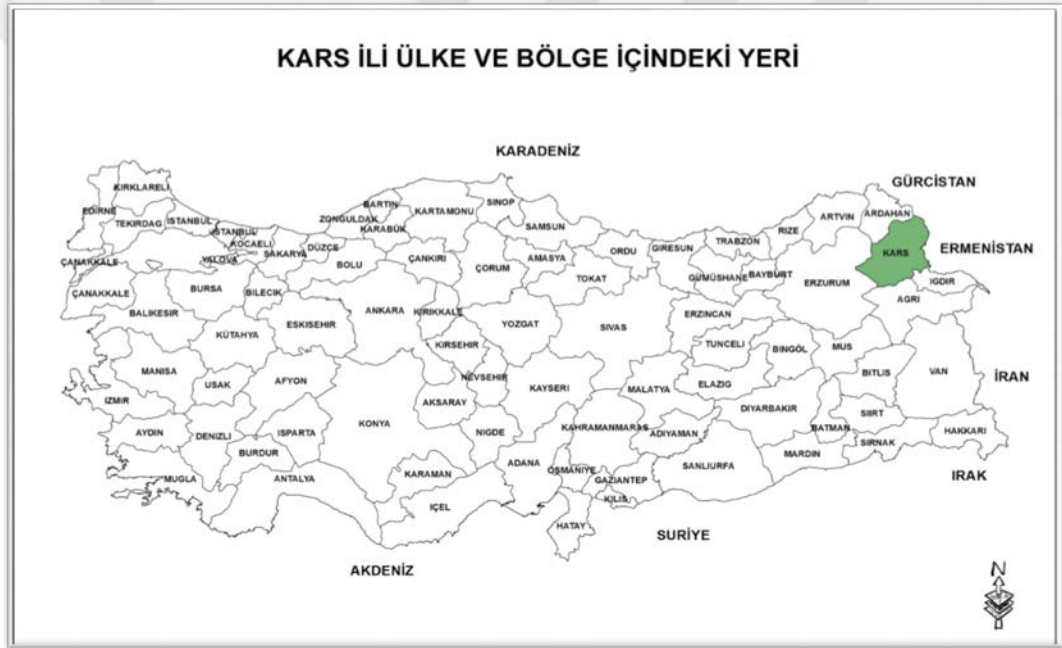 KARS İLİ ÜLKE VE BÖLGE İÇİNDEKİ YERİ
KARADENİZ
GÜRCİSTAN
ERMENİSTAN
İRAN
IRAK
SURİYE
AKDENİZ
KIRKLARELİ
EDİRNE
TEKIRDAG
ISTANBUL
ISTANBUL
KOCAELİ
YALOVA
SAKARYA
DÜZCE
ZONGULDAK
BARTIN
KARABÜK
KARTAMONU
SINOP
SAMSUN
ORDU
GIRESUN
TRABZON
RIZE
ARTVIN
ARDAHAN
KARS
IGDIR
AGRI
ERZURUM
BAYBURT
GÜMÜSHANE
ERZINCAN
TOKAT
AMASYA
ÇORUM
ÇANKIRI
BOLU
BILECIK
BURSA
ÇANAKKALE
ÇANAKKALE
BALIKESIR
KÜTAHYA
ESKISEHIR
ANKARA
KIRIKKALE
KIRSEHIR
YOZGAT
SIVAS
TUNCELI
BINGÖL
MUS
BITLIS
VAN
HAKKARI
SIRNAK
SIIRT
BATMAN
MARDIN
DIYARBAKIR
ELAZIG
MALATYA
ADIYAMAN
SANLIURFA
GAZIANTEP
KILIS
HATAY
OSMANIYE
KAHRAMANMARAS
KAYSERI
NEVSEHIR
AKSARAY
NIGDE
ADANA
IÇEL
KARAMAN
KONYA
AFYON
USAK
MANISA
IZMIR
AYDIN
DENIZLI
ISPARTA
BURDUR
MUGLA
ANTALYA
N